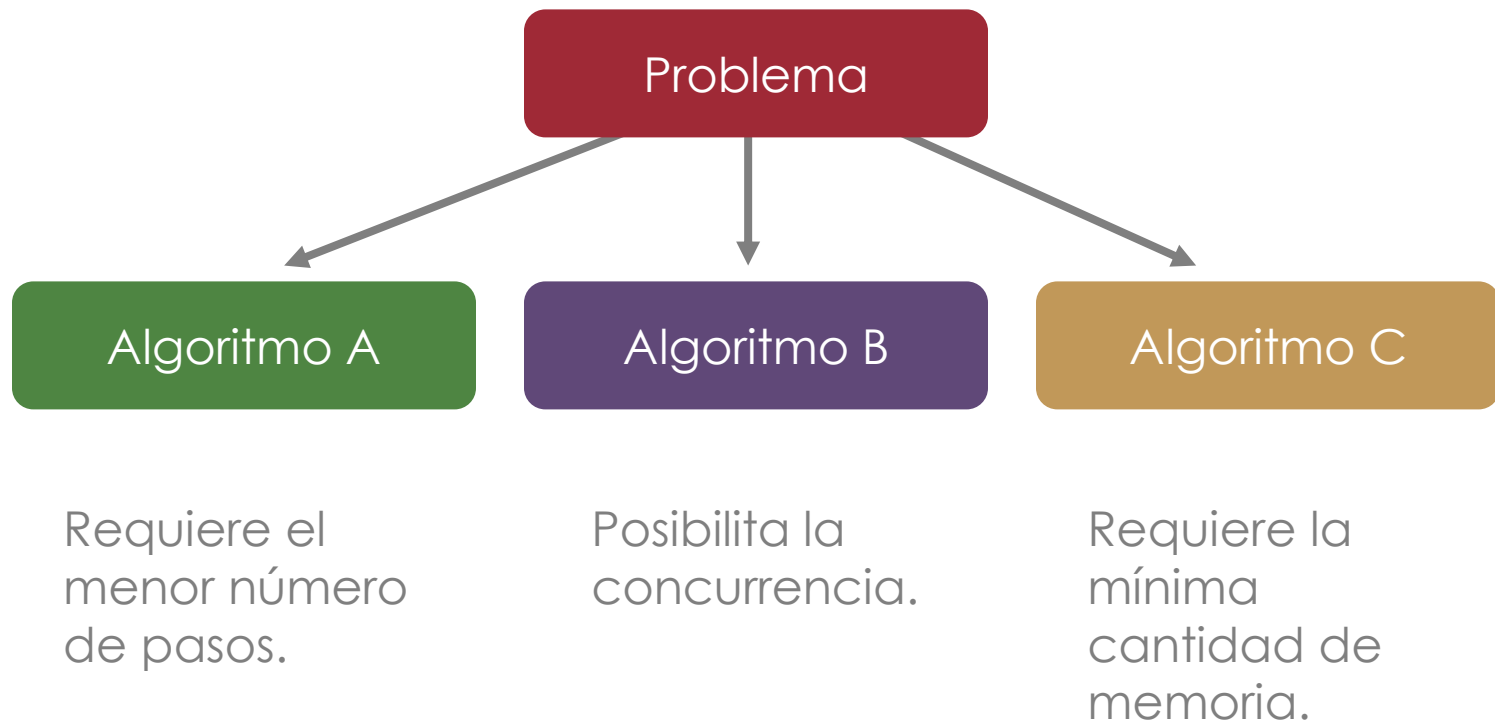 Problema
Algoritmo A
Algoritmo B
Algoritmo C
Requiere el
menor número
de pasos.
Posibilita la
concurrencia.
Requiere la
mínima
cantidad de
memoria.